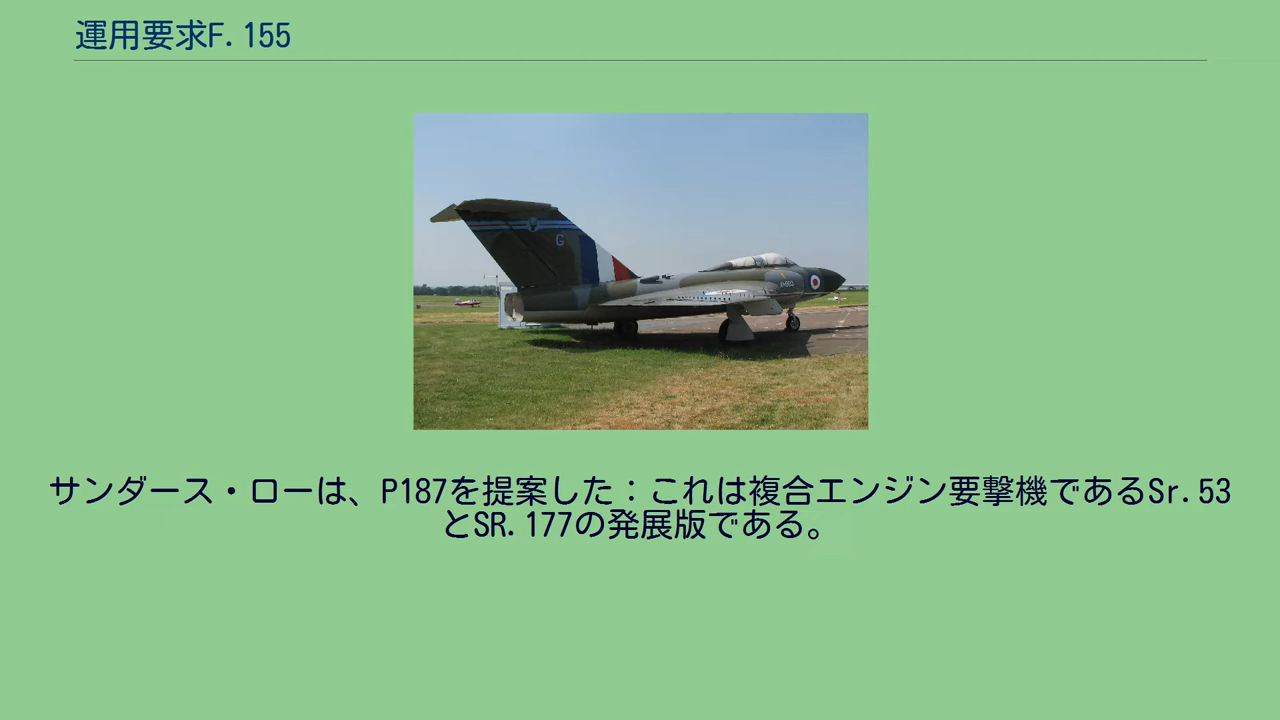 運用要求F.155
G
サンダース・ローは、P187を提案した：これは複合エンジン要撃機であるSr.53
とSR.177の発展版である。